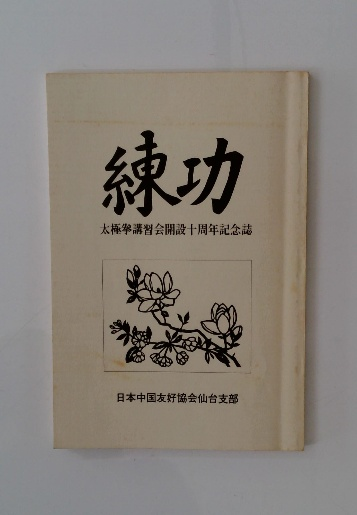 練功
太極拳講習会開設十周年記念誌
日本中国友好協会仙台支部